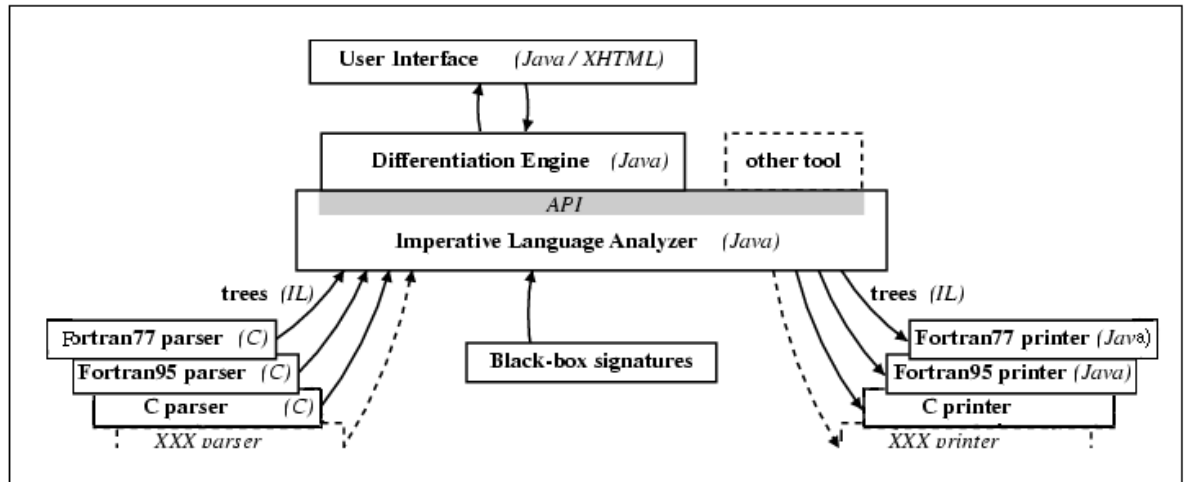 User Interface (Java / XHTML)
Differentiation Engine (Java)
other tool
API
Imperative Language Analyzer (Java)
trees (IL)
trees (IL)
Fortran77 parser (C)
Fortran77 printer (Java)
Black-box signatures
Fortran95 parser (C)
Fortran95 printer (Java)
C parser (C)
C printer
XXX parser
XXX printer